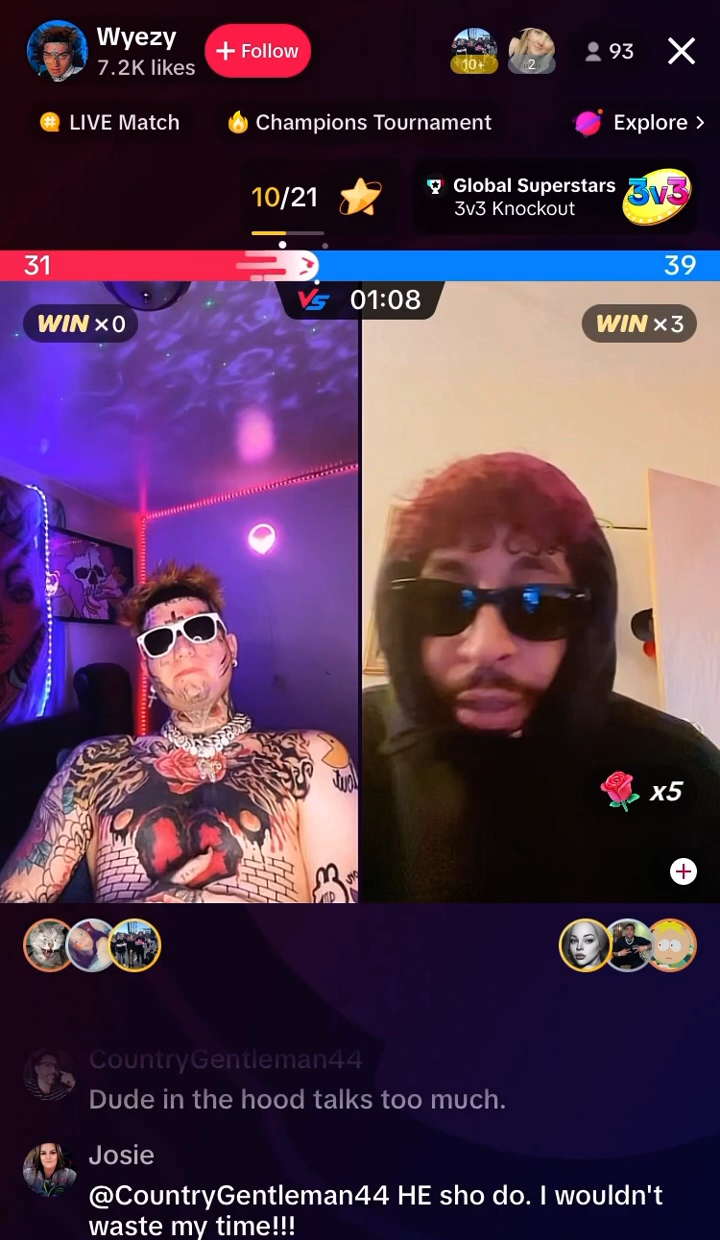 Wyezy
7.2K likes
+ Follow
10+
2
93
LIVE Match
Champions Tournament
Explore >
10/21
Global Superstars
3v3 Knockout
3v3
31
39
VS 01:08
WIN ×0
WIN ×3
x5
CountryGentleman44
Dude in the hood talks too much.
Josie
@CountryGentleman44 HE sho do. I wouldn't
waste my time!!!